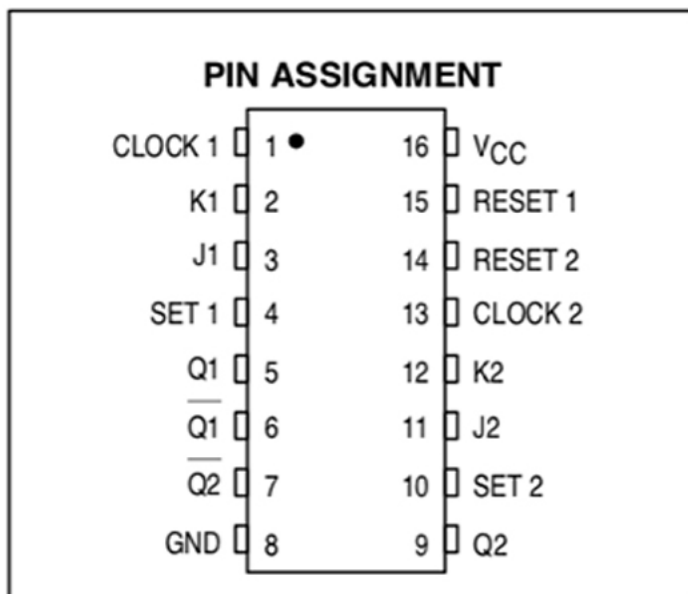 PIN ASSIGNMENT
CLOCK 1 1 16 VCC
K1 2 15 RESET 1
J1 3 14 RESET 2
SET 1 4 13 CLOCK 2
Q1 5 12 K2
Q̅1̅ 6 11 J2
Q̅2̅ 7 10 SET 2
GND 8 9 Q2